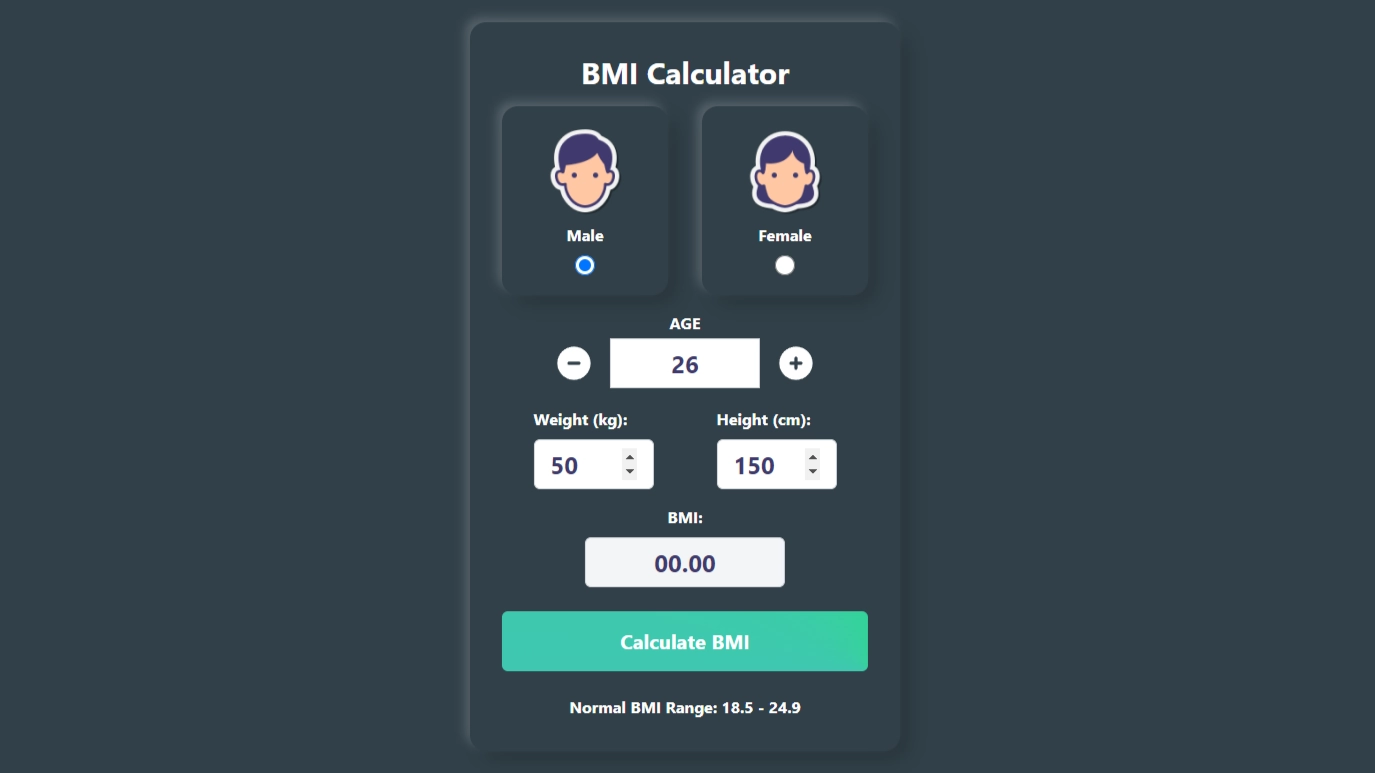 BMI Calculator
Male
Female
AGE
26
Weight (kg):
Height (cm):
50
150
BMI:
00.00
Calculate BMI
Normal BMI Range: 18.5 - 24.9